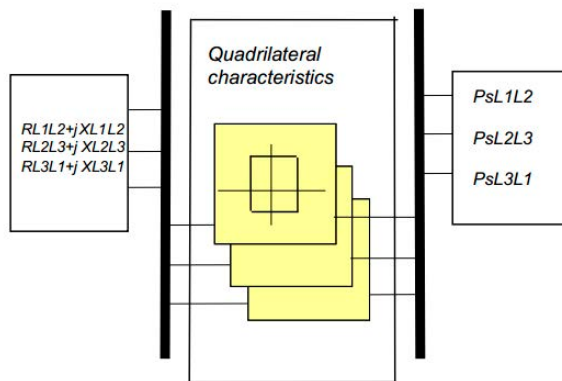 Quadrilateral
characteristics
RL1L2+j XL1L2
RL2L3+j XL2L3
RL3L1+j XL3L1
PsL1L2
PsL2L3
PsL3L1